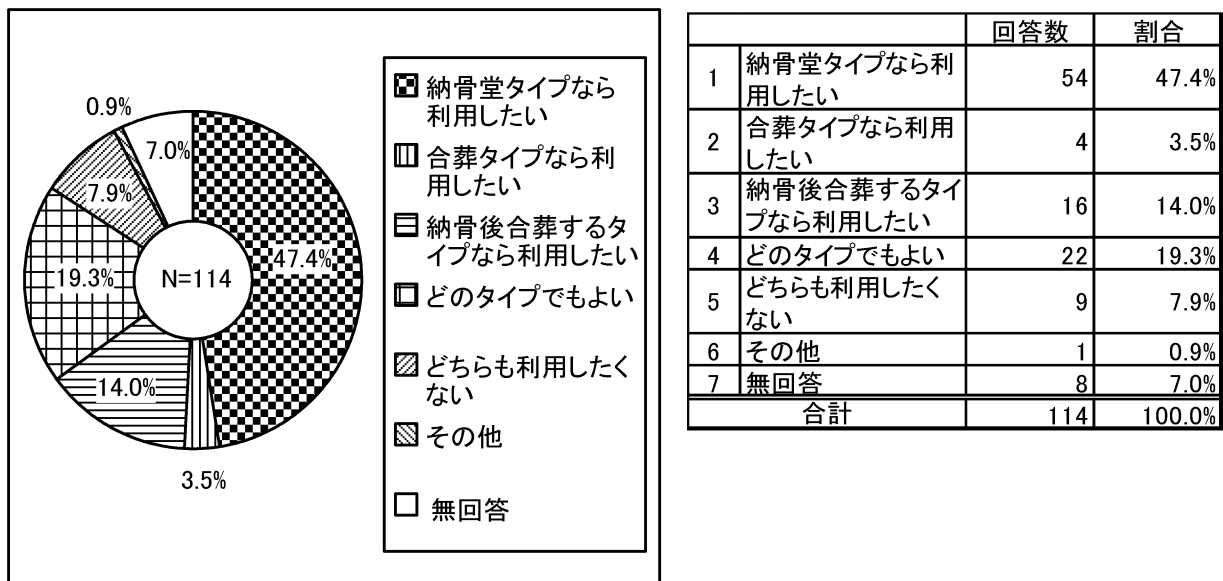 0.9%
7.0%
7.9%
47.4%
19.3%
N=114
14.0%
3.5%
納骨堂タイプなら
利用したい
合葬タイプなら利
用したい
納骨後合葬するタ
イプなら利用したい
どのタイプでもよい
どちらも利用したく
ない
その他
無回答
回答数 割合
1 納骨堂タイプなら利
用したい 54 47.4%
2 合葬タイプなら利用
したい 4 3.5%
3 納骨後合葬するタイ
プなら利用したい 16 14.0%
4 どのタイプでもよい 22 19.3%
5 どちらも利用したく
ない 9 7.9%
6 その他 1 0.9%
7 無回答 8 7.0%
合計 114 100.0%